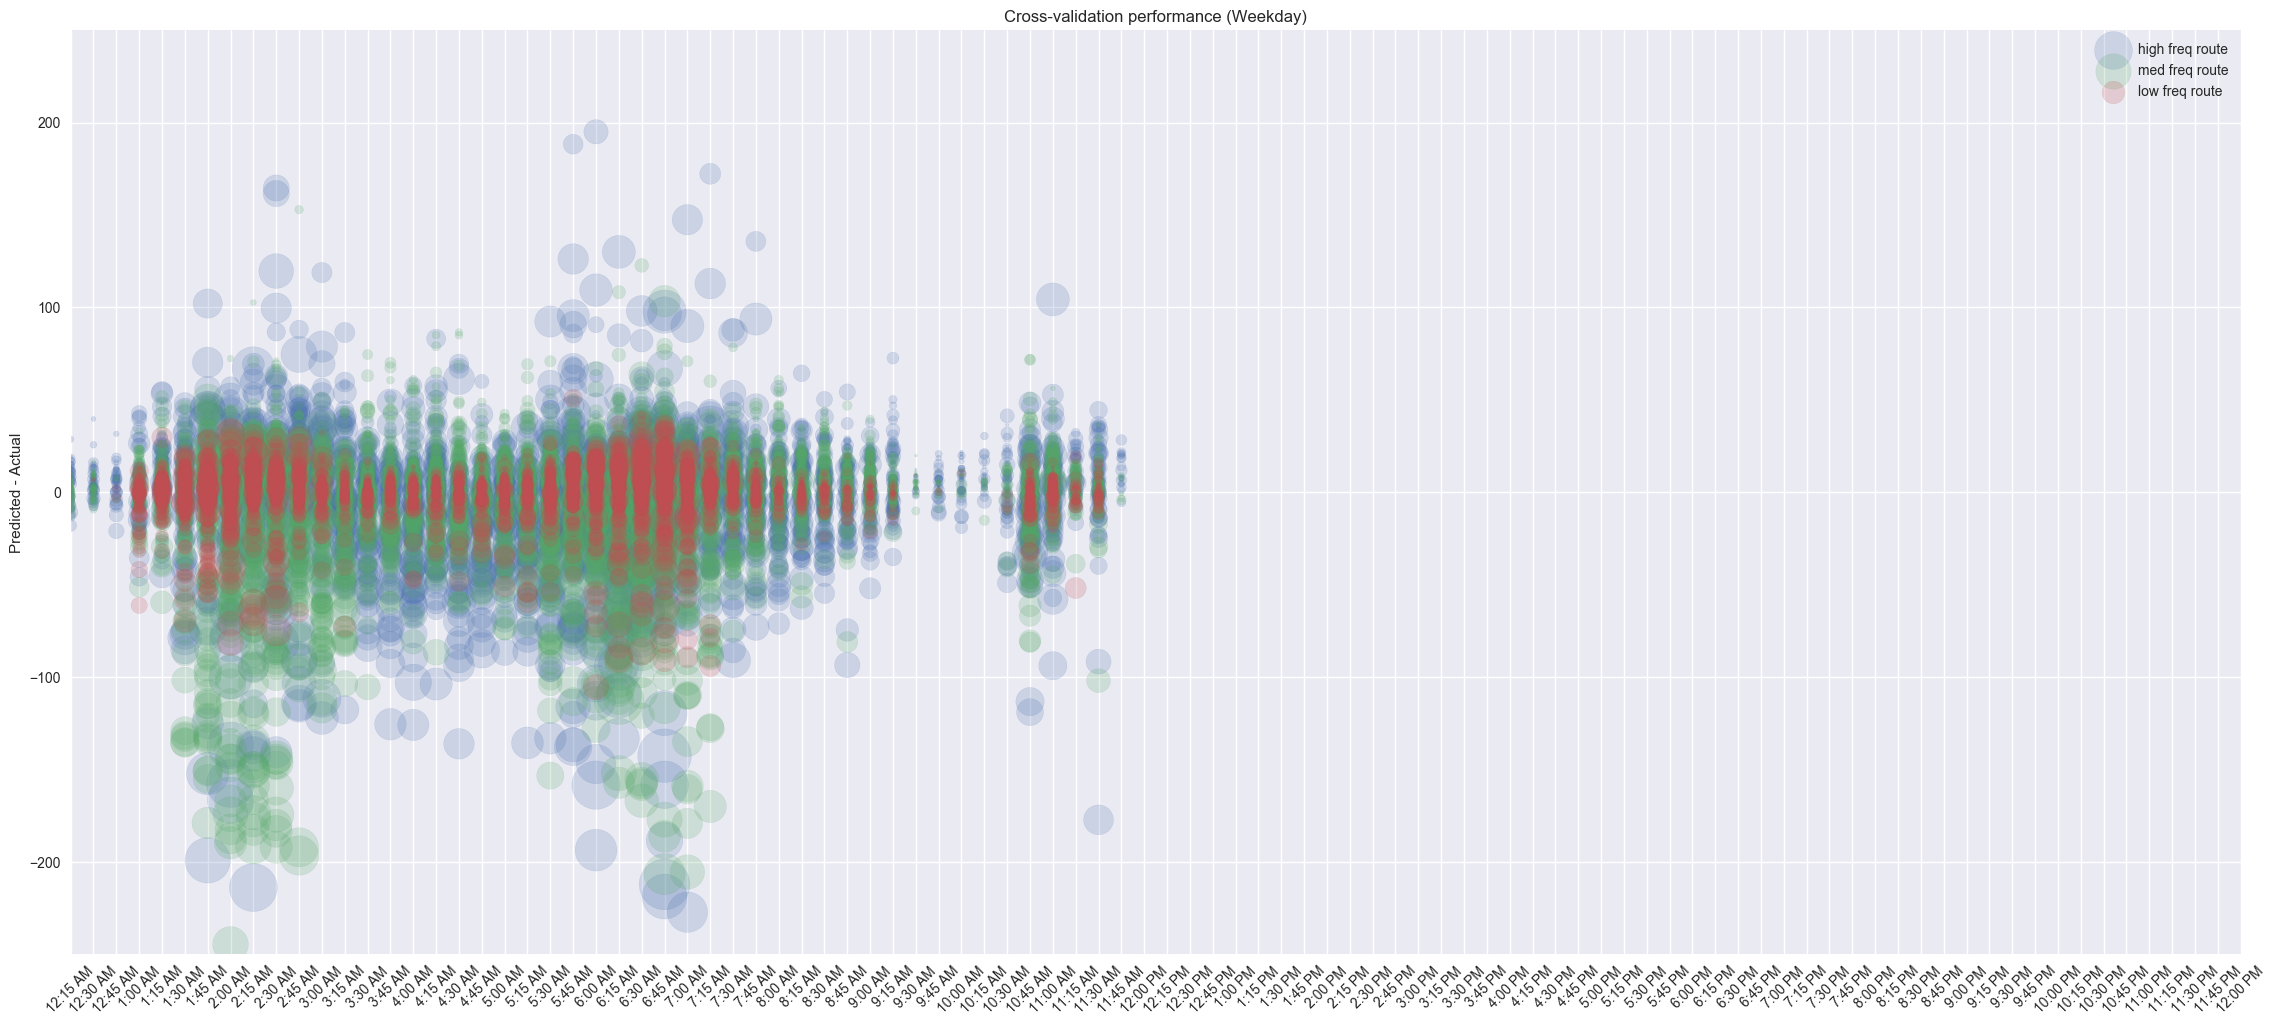 Cross-validation performance (Weekday)
high freq route
med freq route
low freq route
Predicted - Actual
200
100
0
−100
−200
12:15 AM
12:30 AM
12:45 AM
1:00 AM
1:15 AM
1:30 AM
1:45 AM
2:00 AM
2:15 AM
2:30 AM
2:45 AM
3:00 AM
3:15 AM
3:30 AM
3:45 AM
4:00 AM
4:15 AM
4:30 AM
4:45 AM
5:00 AM
5:15 AM
5:30 AM
5:45 AM
6:00 AM
6:15 AM
6:30 AM
6:45 AM
7:00 AM
7:15 AM
7:30 AM
7:45 AM
8:00 AM
8:15 AM
8:30 AM
8:45 AM
9:00 AM
9:15 AM
9:30 AM
9:45 AM
10:00 AM
10:15 AM
10:30 AM
10:45 AM
11:00 AM
11:15 AM
11:30 AM
11:45 AM
12:00 PM
12:15 PM
12:30 PM
12:45 PM
1:00 PM
1:15 PM
1:30 PM
1:45 PM
2:00 PM
2:15 PM
2:30 PM
2:45 PM
3:00 PM
3:15 PM
3:30 PM
3:45 PM
4:00 PM
4:15 PM
4:30 PM
4:45 PM
5:00 PM
5:15 PM
5:30 PM
5:45 PM
6:00 PM
6:15 PM
6:30 PM
6:45 PM
7:00 PM
7:15 PM
7:30 PM
7:45 PM
8:00 PM
8:15 PM
8:30 PM
8:45 PM
9:00 PM
9:15 PM
9:30 PM
9:45 PM
10:00 PM
10:15 PM
10:30 PM
10:45 PM
11:00 PM
11:15 PM
11:30 PM
11:45 PM
12:00 PM